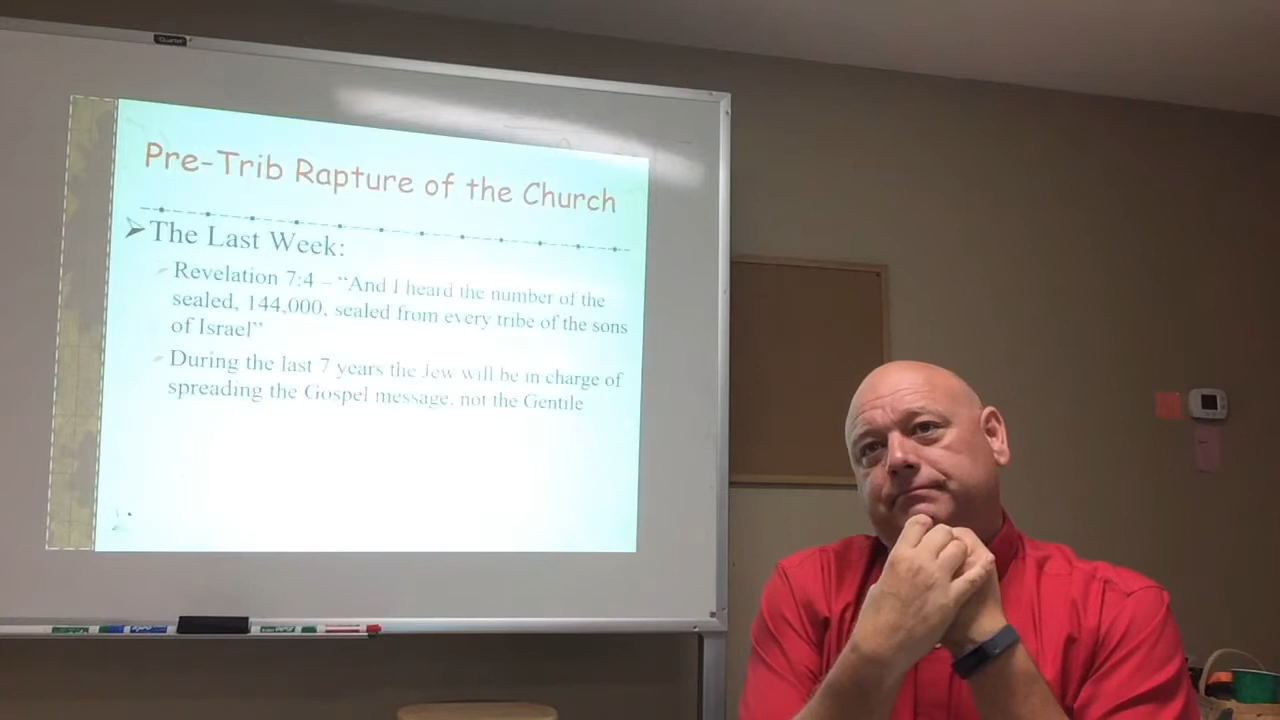 Quartet
Pre-Trib Rapture of the Church
The Last Week:
Revelation 7:4 – “And I heard the number of the
sealed, 144,000, sealed from every tribe of the sons
of Israel”
During the last 7 years the Jew will be in charge of
spreading the Gospel message, not the Gentile